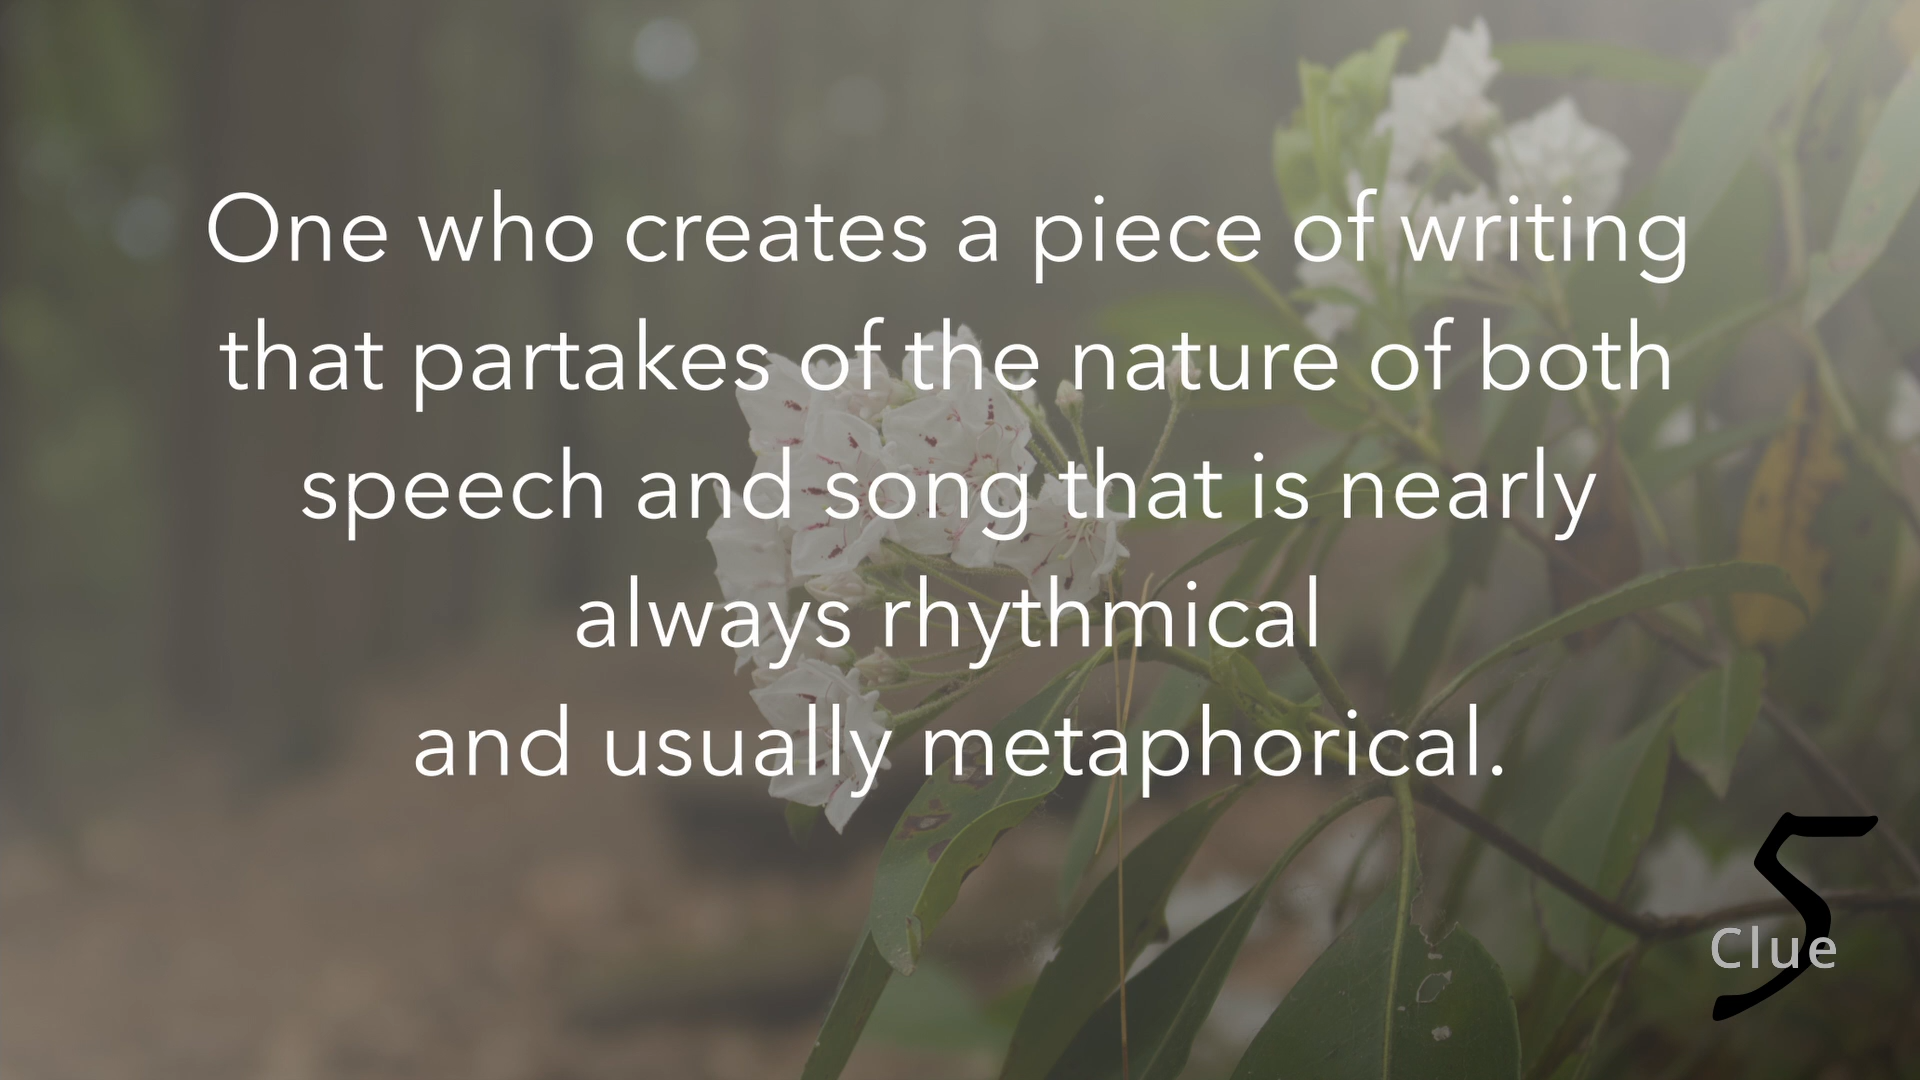 One who creates a piece of writing
that partakes of the nature of both
speech and song that is nearly
always rhythmical
and usually metaphorical.
5
Clue